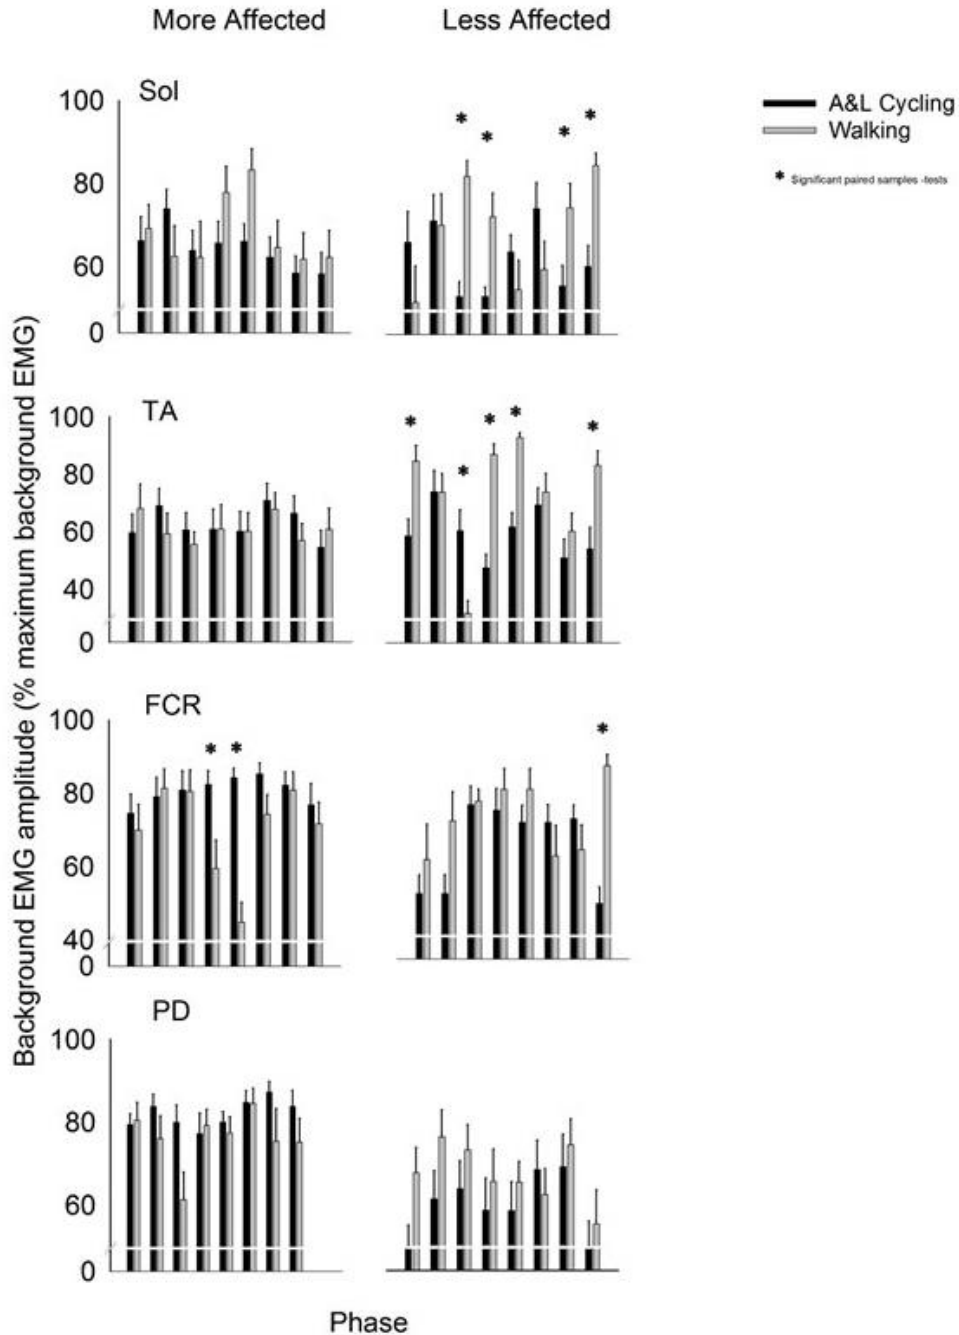 More Affected
Less Affected
Sol
A&L Cycling
Walking
* Significant paired samples -tests
100
80
60
0
* * * *
TA
100
80
60
40
0
* * * * *
FCR
100
80
60
40
0
* *
*
PD
100
80
60
0
Background EMG amplitude (% maximum background EMG)
Phase